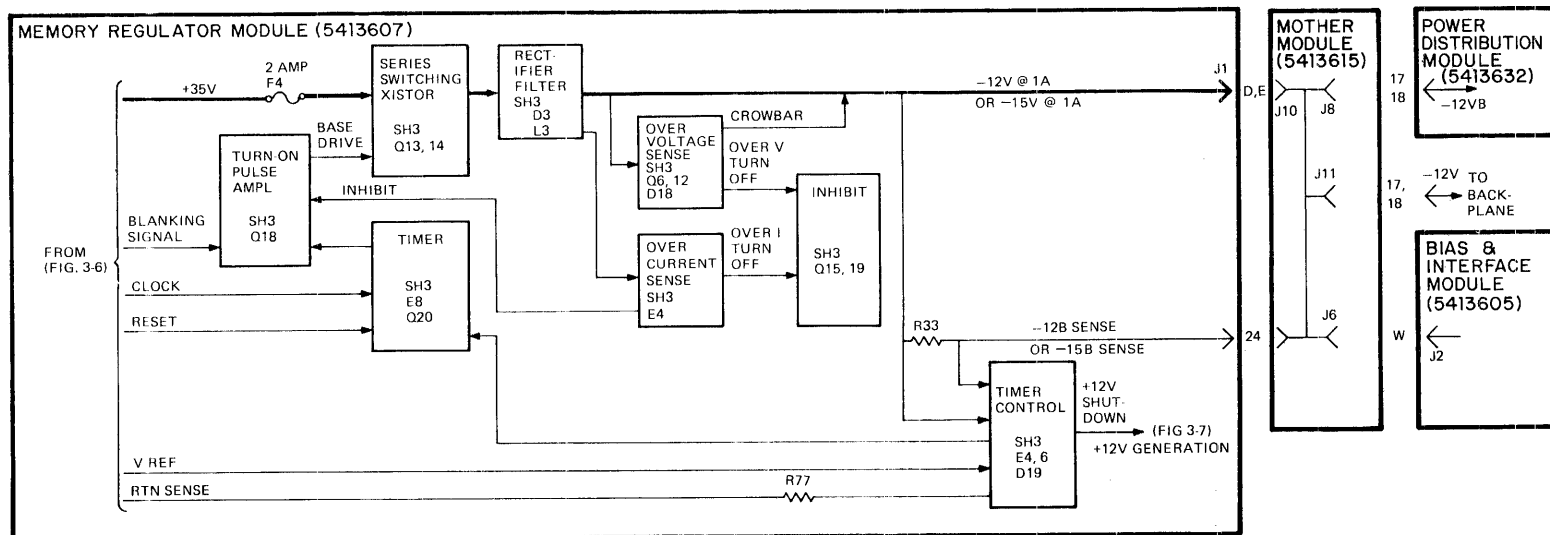 MEMORY REGULATOR MODULE (5413607)
+35V
2 AMP
F4
SERIES
SWITCHING
XISTOR
SH3
Q13, 14
RECT-
IFIER
FILTER
SH3
D3
L3
BASE
DRIVE
TURN-ON
PULSE
AMPL
SH3
Q18
INHIBIT
BLANKING
SIGNAL
FROM
(FIG. 3-6)
CLOCK
RESET
TIMER
SH3
E8
Q20
CROWBAR
OVER
VOLTAGE
SENSE
SH3
Q6, 12
D18
OVER V
TURN
OFF
OVER
CURRENT
SENSE
SH3
E4
OVER I
TURN
OFF
INHIBIT
SH3
Q15, 19
−12V @ 1A
OR −15V @ 1A
J1
R33
−12B SENSE
OR −15B SENSE
TIMER
CONTROL
SH3
E4, 6
D19
+12V
SHUT-
DOWN
(FIG 3-7)
+12V GENERATION
V REF
RTN SENSE
R77
D,E
24
MOTHER
MODULE
(5413615)
J10
J8
J11
J6
17
18
17,
18
W
POWER
DISTRIBUTION
MODULE
(5413632)
−12VB
−12V
TO
BACK-
PLANE
BIAS &
INTERFACE
MODULE
(5413605)
J2